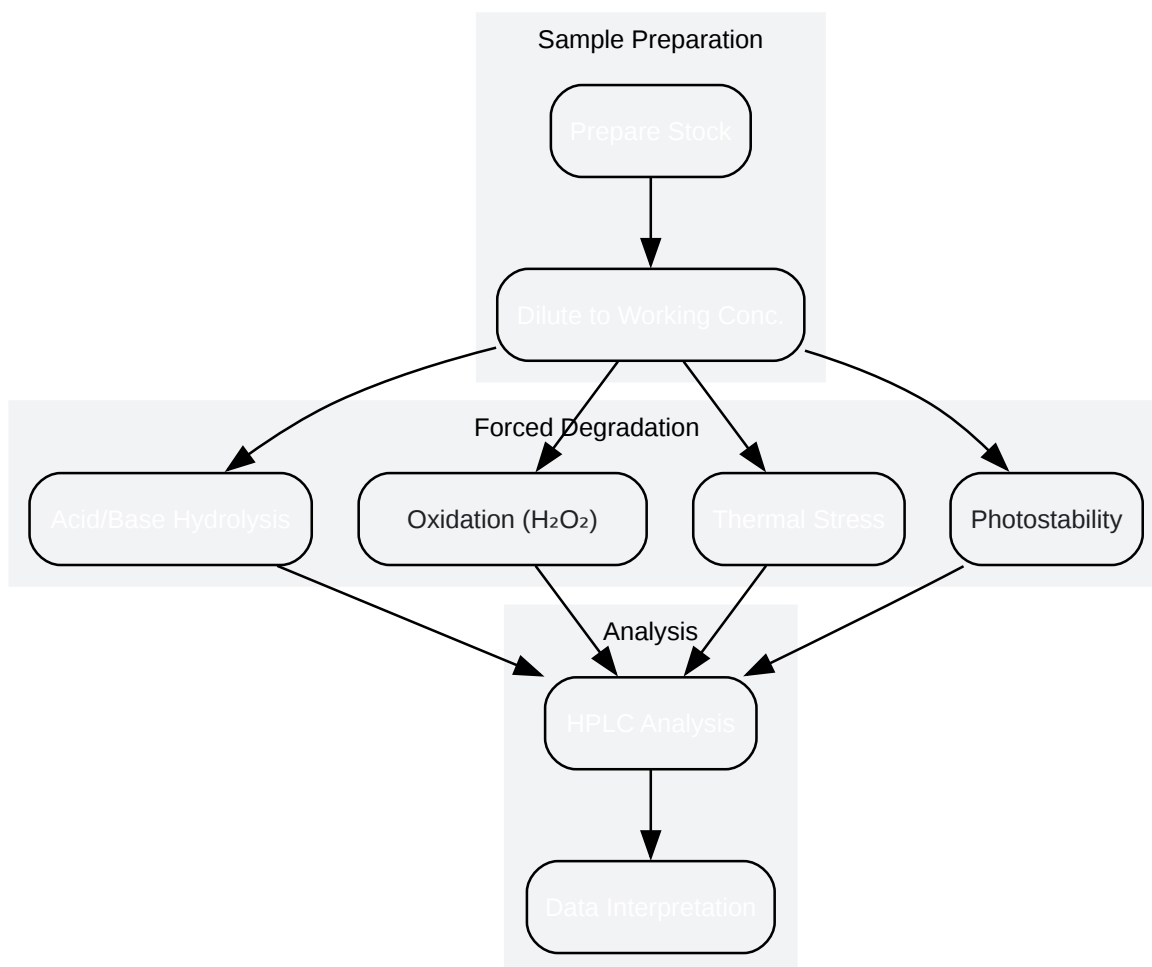 Sample Preparation
Prepare Stock
Dilute to Working Conc.
Forced Degradation
Acid/Base Hydrolysis
Oxidation (H₂O₂)
Thermal Stress
Photostability
Analysis
HPLC Analysis
Data Interpretation